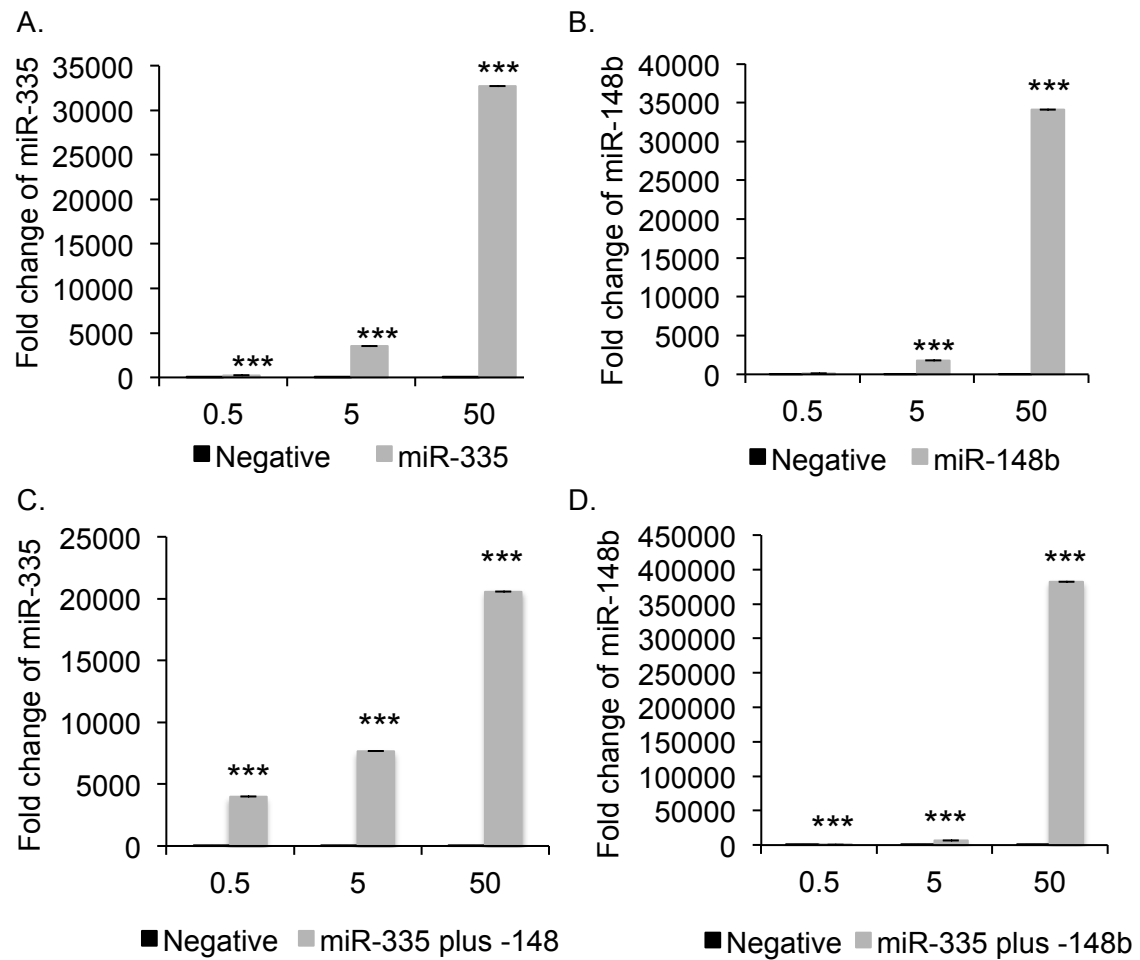 A.
Fold change of miR-335
35000
30000
25000
20000
15000
10000
5000
0
***
***
***
0.5 5 50
Negative miR-335
B.
Fold change of miR-148b
40000
35000
30000
25000
20000
15000
10000
5000
0
***
***
0.5 5 50
Negative miR-148b
C.
Fold change of miR-335
25000
20000
15000
10000
5000
0
***
***
***
0.5 5 50
Negative miR-335 plus -148
D.
Fold change of miR-148b
450000
400000
350000
300000
250000
200000
150000
100000
50000
0
***
***
***
0.5 5 50
Negative miR-335 plus -148b